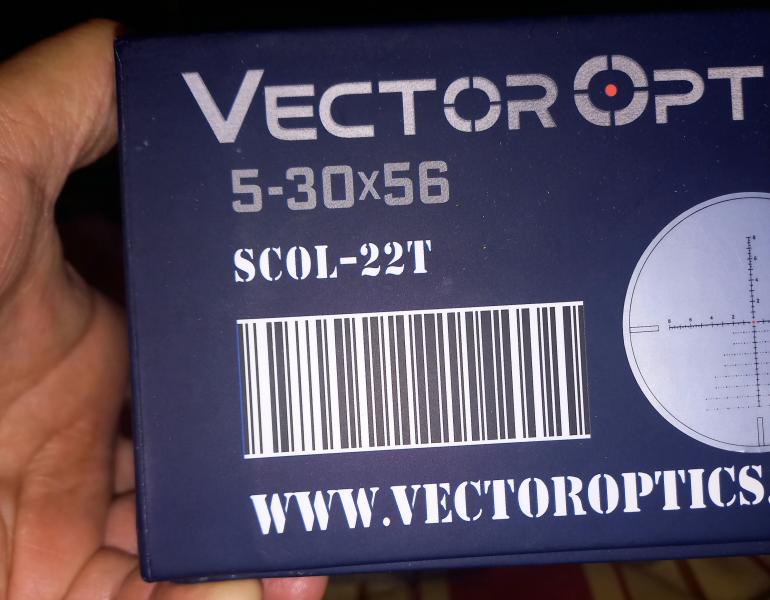 VECTOR OPT
5-30x56
SCOL-22T
WWW.VECTOROPTICS.